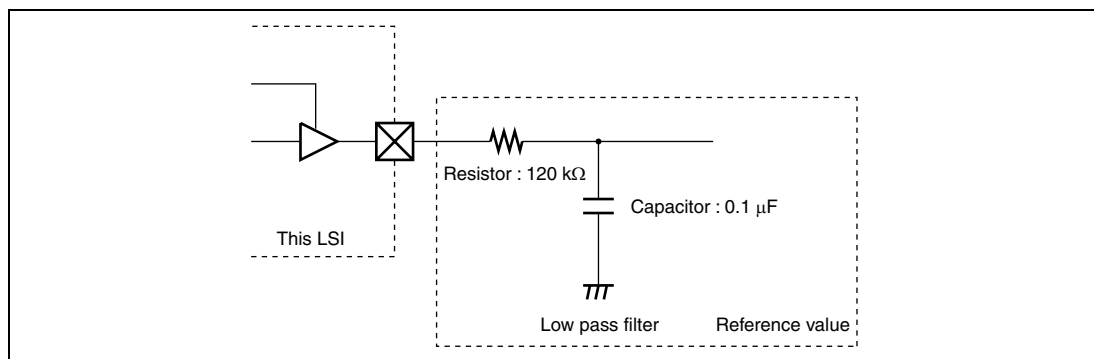 Resistor : 120 kΩ
Capacitor : 0.1 μF
This LSI
Low pass filter
Reference value